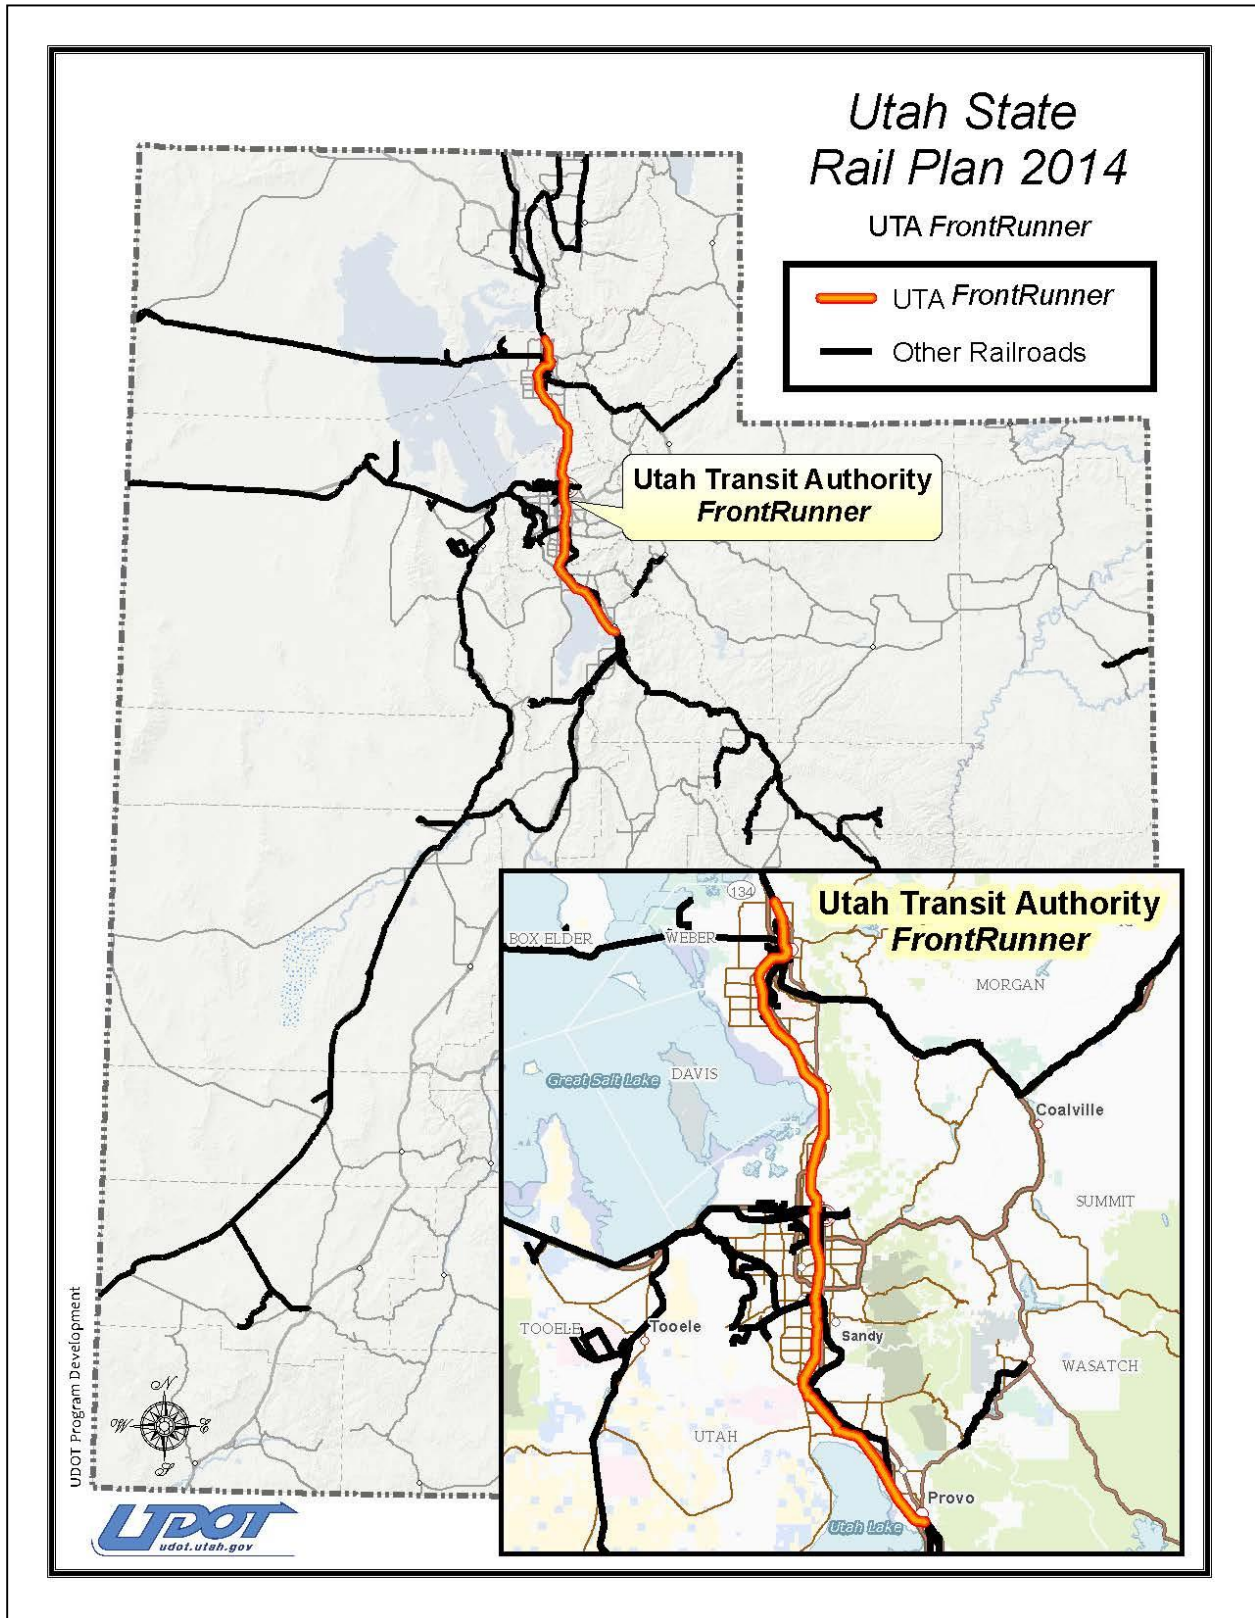 Utah State
Rail Plan 2014
UTA FrontRunner
UTA FrontRunner
Other Railroads
Utah Transit Authority
FrontRunner
134
Utah Transit Authority
FrontRunner
BOX ELDER
WEBER
MORGAN
Great Salt Lake
DAVIS
Coalville
SUMMIT
TOOELE
Tooele
Sandy
WASATCH
UTAH
Provo
Utah Lake
UDOT Program Development
N
W
E
S
UDOT
udot.utah.gov